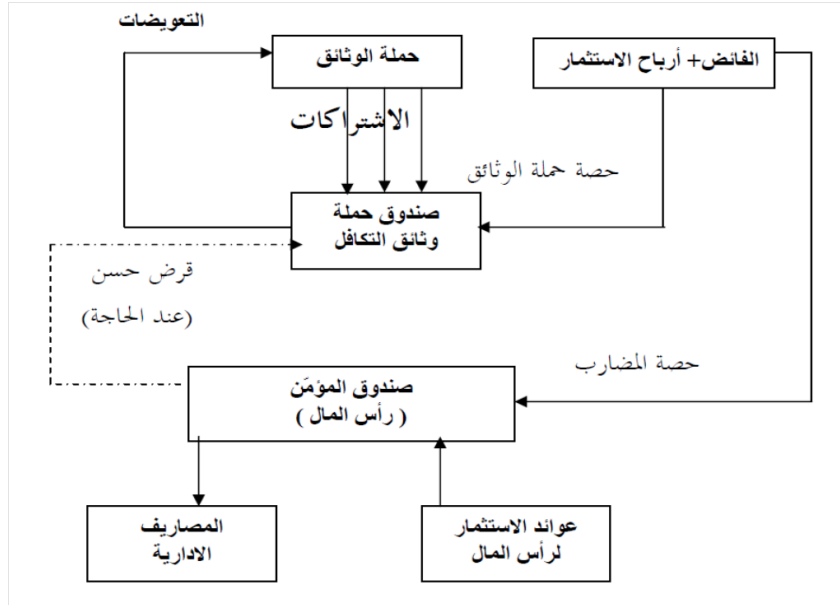 التعويضات
حملة الوثائق
الفائض+ أرباح الاستثمار
الاشتراكات
حصة حملة الوثائق
صندوق حملة
وثائق التكافل
قرض حسن
(عند الحاجة)
حصة المضارب
صندوق المؤمَن
( رأس المال )
المصاريف
الادارية
عوائد الاستثمار
لرأس المال